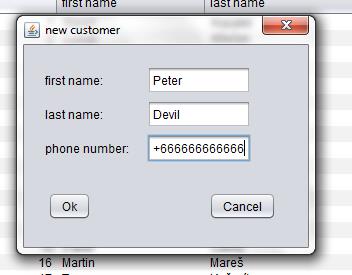 first name last name
new customer
first name: Peter
last name: Devil
phone number: +666666666666
Ok Cancel
16 Martin Mareš